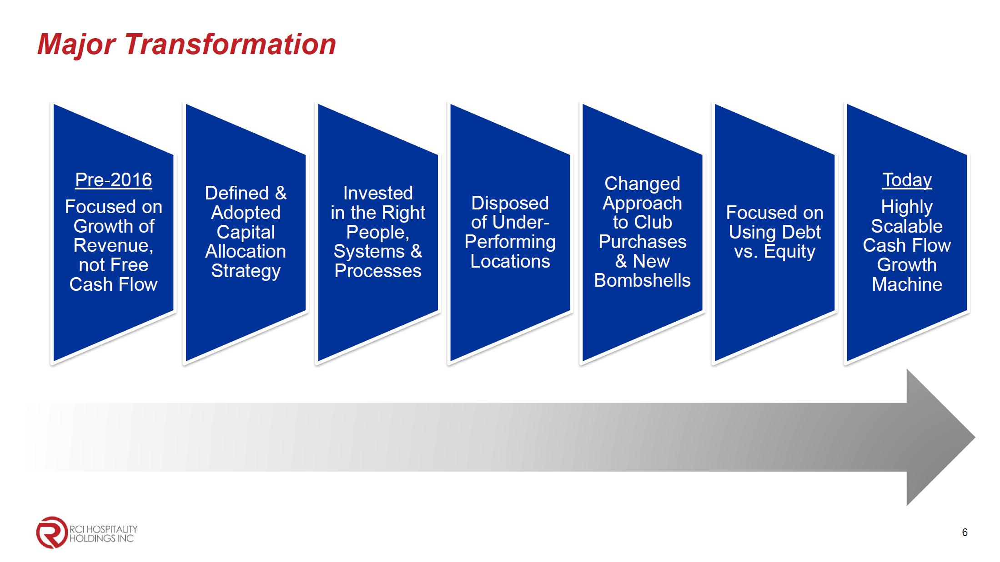 Major Transformation
Pre-2016
Focused on
Growth of
Revenue,
not Free
Cash Flow
Defined &
Adopted
Capital
Allocation
Strategy
Invested
in the Right
People,
Systems &
Processes
Disposed
of Under-
Performing
Locations
Changed
Approach
to Club
Purchases
& New
Bombshells
Focused on
Using Debt
vs. Equity
Today
Highly
Scalable
Cash Flow
Growth
Machine
RCI HOSPITALITY
HOLDINGS INC
6